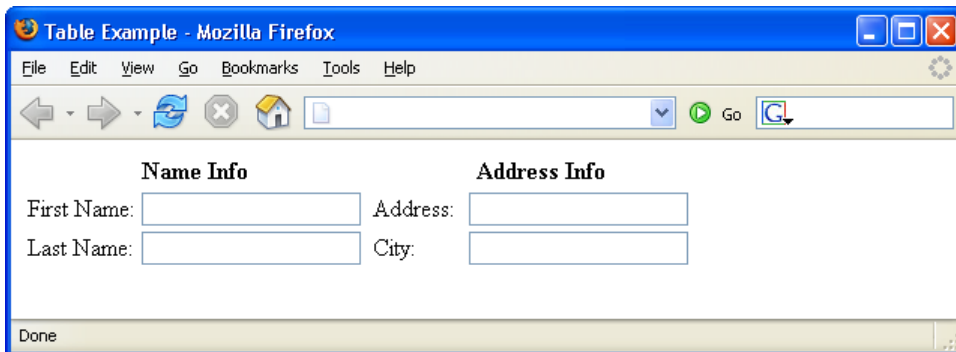 Table Example - Mozilla Firefox
File Edit View Go Bookmarks Tools Help
Go G
Name Info Address Info
First Name: Address:
Last Name: City:
Done